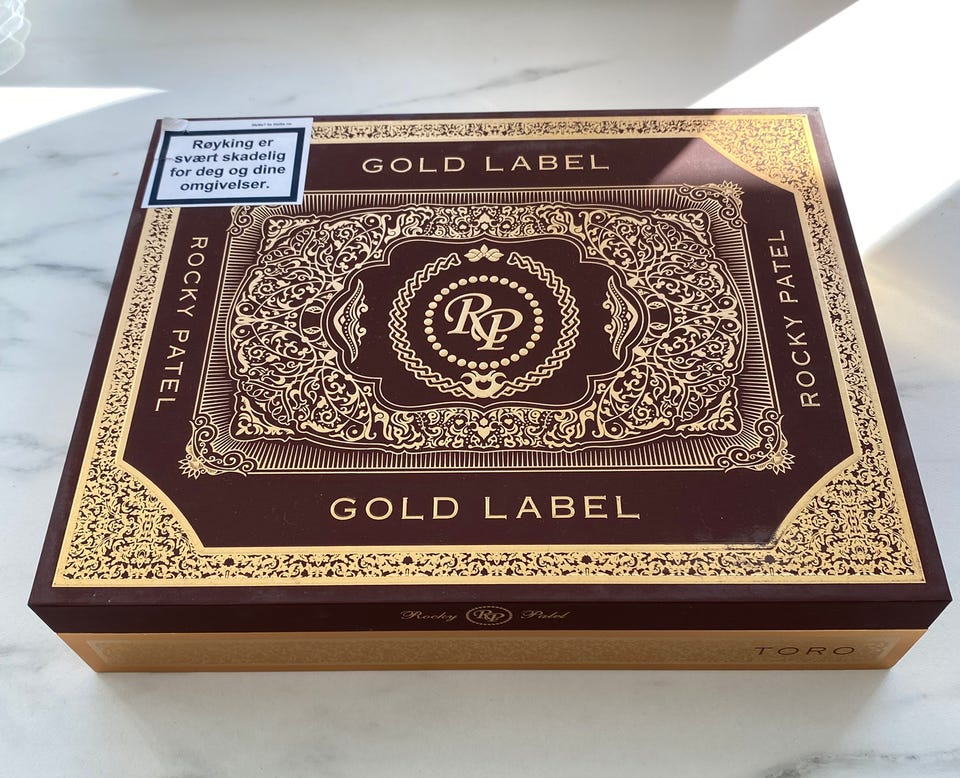 Røyking er
svært skadelig
for deg og dine
omgivelser.
GOLD LABEL
ROCKY PATEL
RP
ROCKY PATEL
GOLD LABEL
Rocky RP Patel
TORO